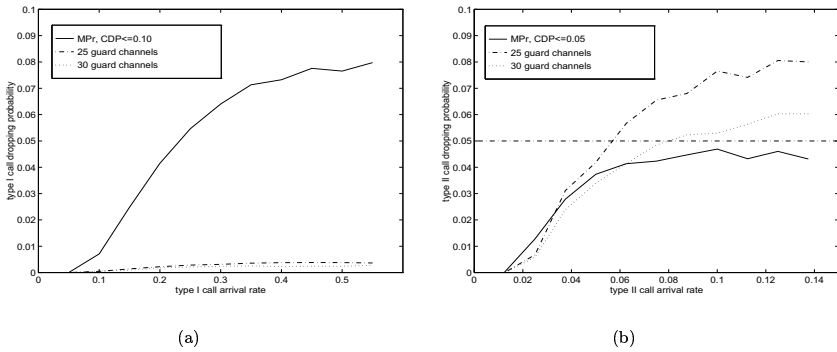 0.1
0.09
0.08
0.07
0.06
0.05
0.04
0.03
0.02
0.01
0
type I call dropping probability
MPr, CDP<=0.10
25 guard channels
30 guard channels
0 0.1 0.2 0.3 0.4 0.5
type I call arrival rate
(a)
0.1
0.09
0.08
0.07
0.06
0.05
0.04
0.03
0.02
0.01
0
type II call dropping probability
MPr, CDP<=0.05
25 guard channels
30 guard channels
0 0.02 0.04 0.06 0.08 0.1 0.12 0.14
type II call arrival rate
(b)